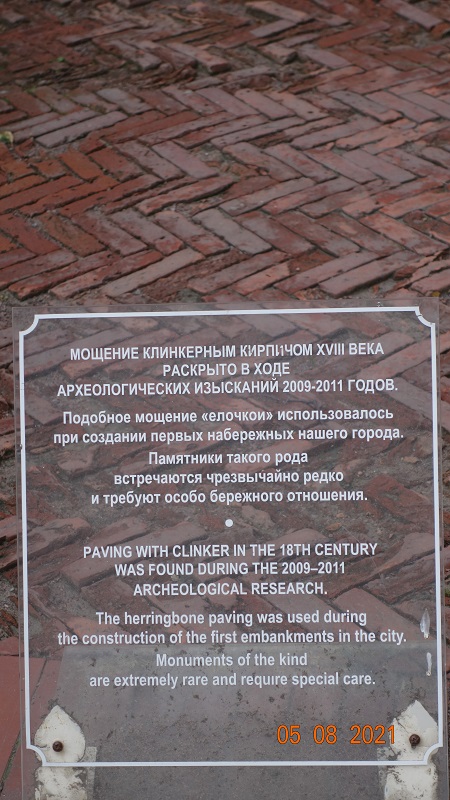 МОЩЕНИЕ КЛИНКЕРНЫМ КИРПИЧОМ XVIII ВЕКА
РАСКРЫТО В ХОДЕ
АРХЕОЛОГИЧЕСКИХ ИЗЫСКАНИЙ 2009-2011 ГОДОВ.
Подобное мощение «елочкой» использовалось
при создании первых набережных нашего города.
Памятники такого рода
встречаются чрезвычайно редко
и требуют особо бережного отношения.
PAVING WITH CLINKER IN THE 18TH CENTURY
WAS FOUND DURING THE 2009–2011
ARCHEOLOGICAL RESEARCH.
The herringbone paving was used during
the construction of the first embankments in the city.
Monuments of the kind
are extremely rare and require special care.
05 08 2021